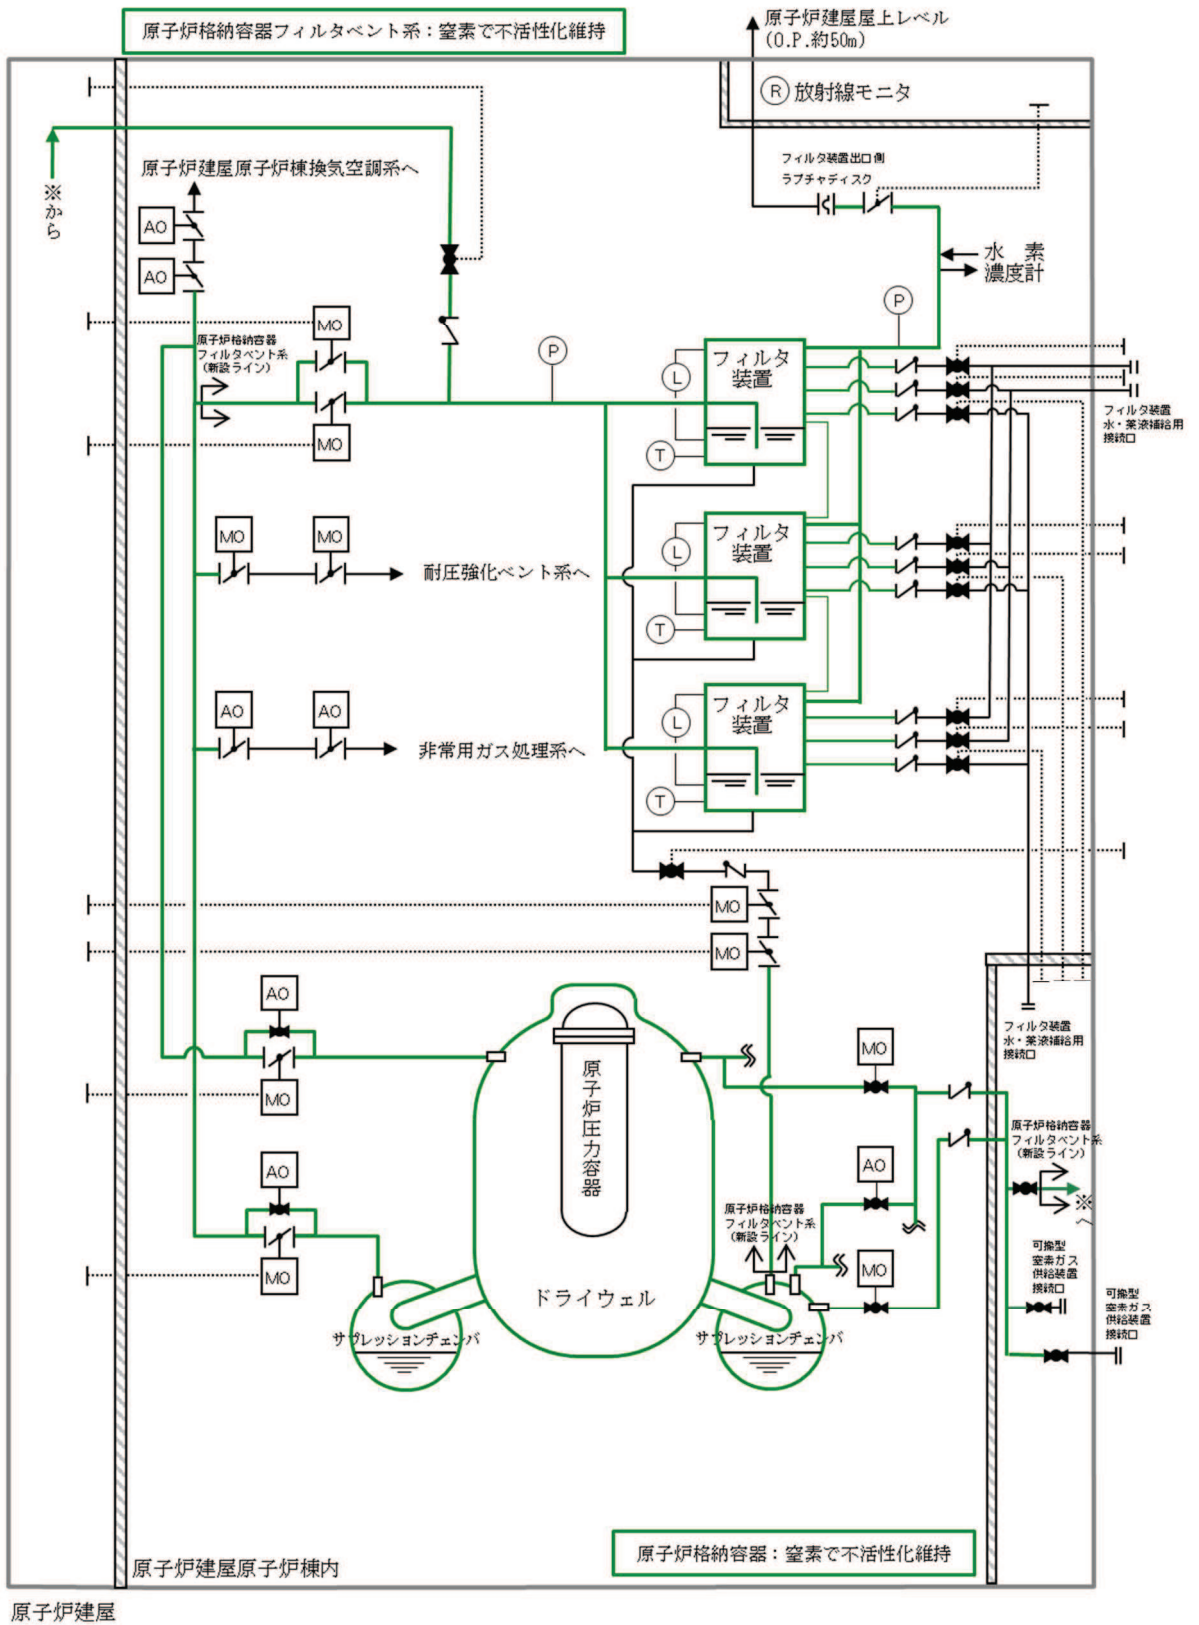 原子炉格納容器フィルタベント系：窒素で不活性化維持
原子炉建屋屋上レベル
(O.P.約50m)
R 放射線モニタ
フィルタ装置出口側
ラプチャディスク
※から
原子炉建屋原子炉棟換気空調系へ
AO
AO
水 素
濃度計
P
MO
原子炉格納容器
フィルタベント系
(新設ライン)
P
MO
フィルタ
装置
L
T
フィルタ装置
水・薬液補給用
接続口
MO
MO
耐圧強化ベント系へ
フィルタ
装置
L
T
AO
AO
非常用ガス処理系へ
フィルタ
装置
L
T
MO
MO
AO
MO
フィルタ装置
水・薬液補給用
接続口
MO
原子炉圧力容器
原子炉格納容器
フィルタベント系
(新設ライン)
※へ
AO
MO
AO
原子炉格納容器
フィルタベント系
(新設ライン)
MO
可搬型
窒素ガス
供給装置
接続口
可搬型
窒素ガス
供給装置
接続口
ドライウェル
サプレッションチェンバ
サプレッションチェンバ
原子炉格納容器：窒素で不活性化維持
原子炉建屋原子炉棟内
原子炉建屋